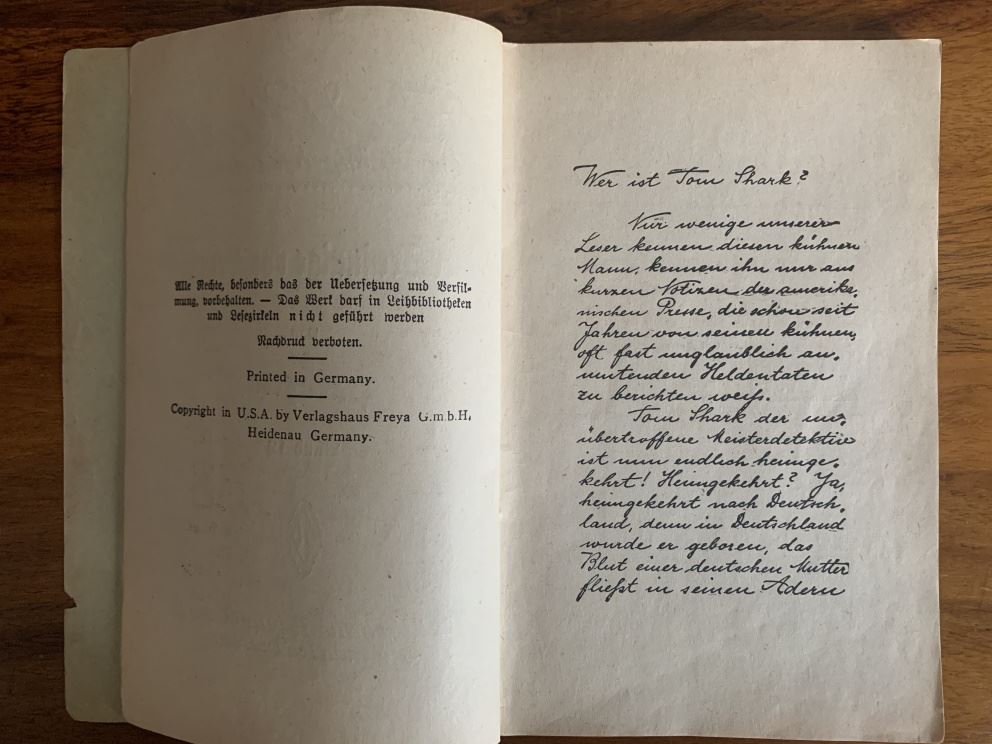 Alle Rechte, besonders das der Uebersetzung und Verfil-
mung, vorbehalten. — Das Werk darf in Leihbibliotheken
und Lesezirkeln nicht geführt werden
Nachdruck verboten.
Printed in Germany.
Copyright in U.S.A. by Verlagshaus Freya G.m.b.H.
Heidenau Germany.
Wer ist Tom Shark?
Nur wenige unserer
Leser kennen diesen kühnen
Mann, kennen ihn nur aus
kurzen Notizen der amerika-
nischen Presse, die schon seit
Jahren von seinen kühnen,
oft fast unglaublich an-
mutenden Heldentaten
zu berichten weiß.
Tom Shark der un-
übertroffene Meisterdetektiv
ist nun endlich heimge-
kehrt! Heimgekehrt? Ja,
heimgekehrt nach Deutsch-
land, denn in Deutschland
wurde er geboren, das
Blut einer deutschen Mutter
fließt in seinen Adern